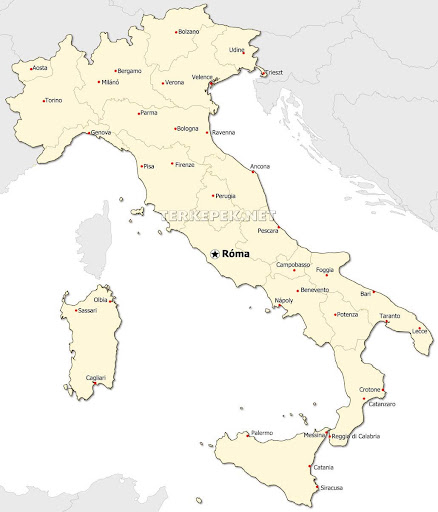 Bolzano
Udine
Aosta
Bergamo
Velence
Trieszt
Milánó
Verona
Torino
Parma
Genova
Bologna
Ravenna
Pisa
Firenze
Ancona
Perugia
TERKEPEK.NET
Pescara
Róma
Campobasso
Foggia
Olbia
Benevento
Bari
Sassari
Nápoly
Potenza
Taranto
Lecce
Cagliari
Crotone
Catanzaro
Palermo
Messina
Reggio di Calabria
Catania
Siracusa